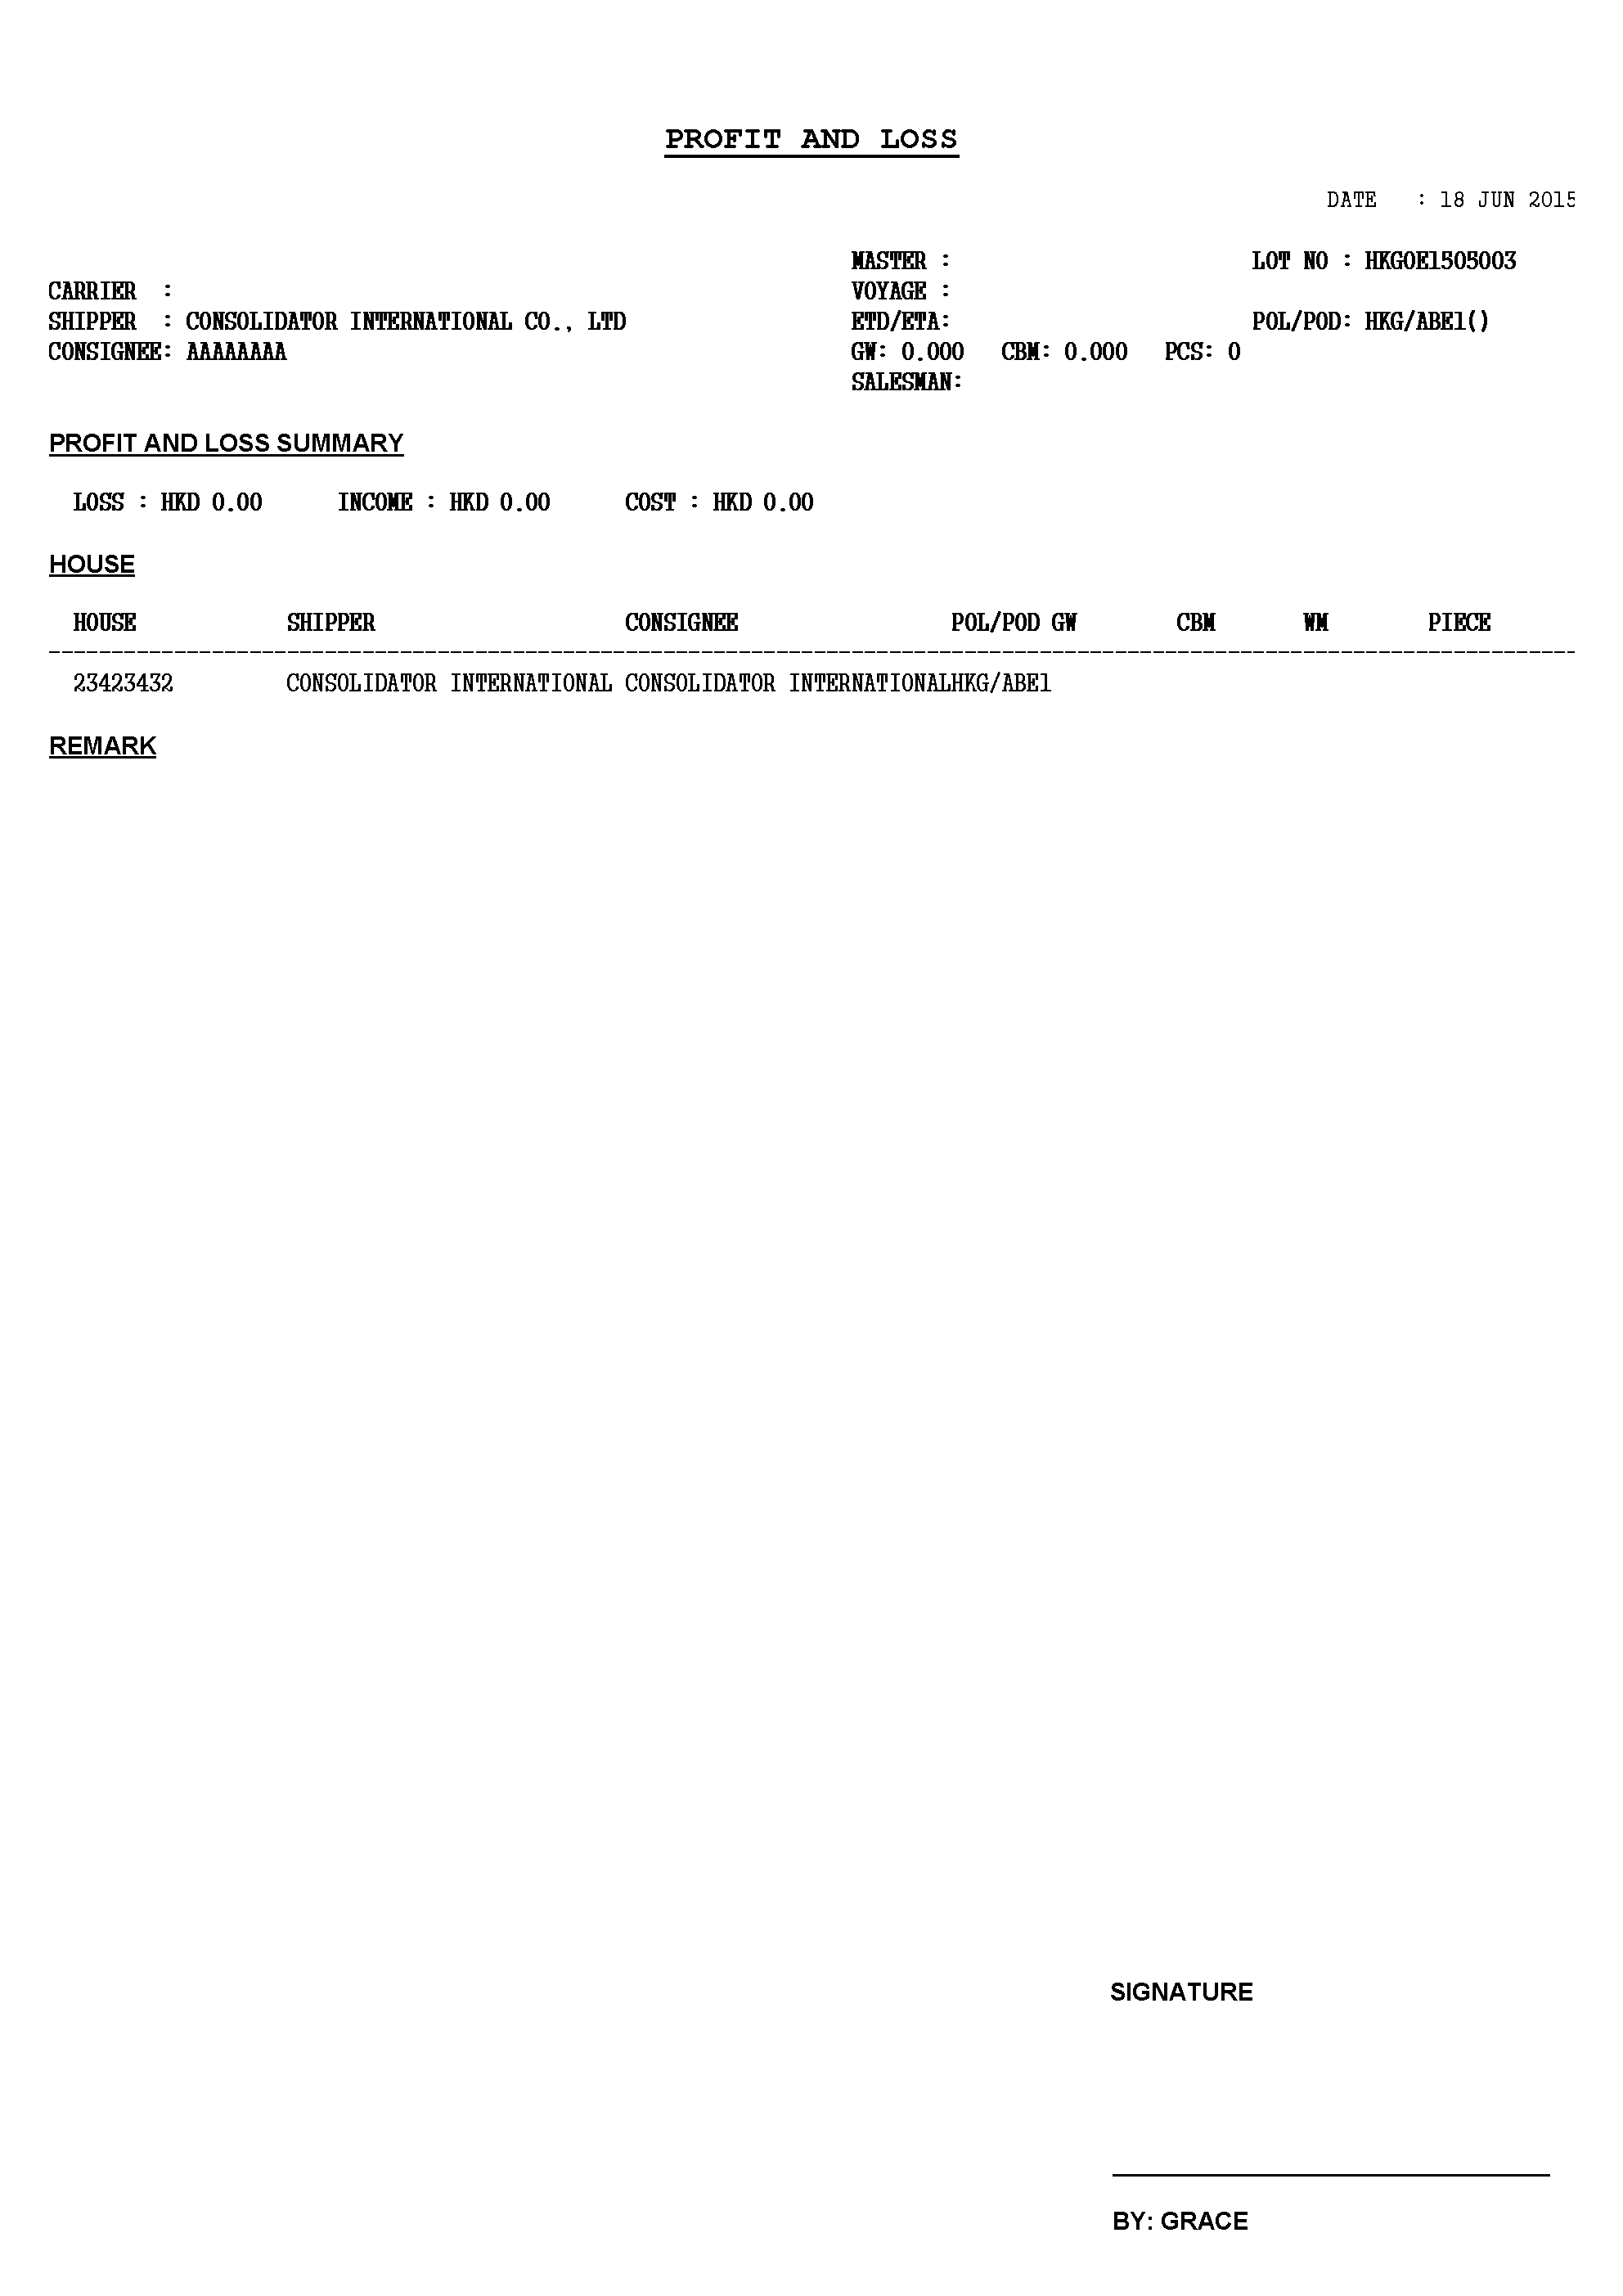 PROFIT AND LOSS
DATE : 18 JUN 2015
MASTER : LOT NO : HKGOE1505003
CARRIER : VOYAGE :
SHIPPER : CONSOLIDATOR INTERNATIONAL CO., LTD ETD/ETA: POL/POD: HKG/ABE1()
CONSIGNEE: AAAAAAAA GW: 0.000 CBM: 0.000 PCS: 0
SALESMAN:
PROFIT AND LOSS SUMMARY
LOSS : HKD 0.00 INCOME : HKD 0.00 COST : HKD 0.00
HOUSE
HOUSE SHIPPER CONSIGNEE POL/POD GW CBM WM PIECE
23423432 CONSOLIDATOR INTERNATIONAL CONSOLIDATOR INTERNATIONALHKG/ABE1
REMARK
SIGNATURE
BY: GRACE